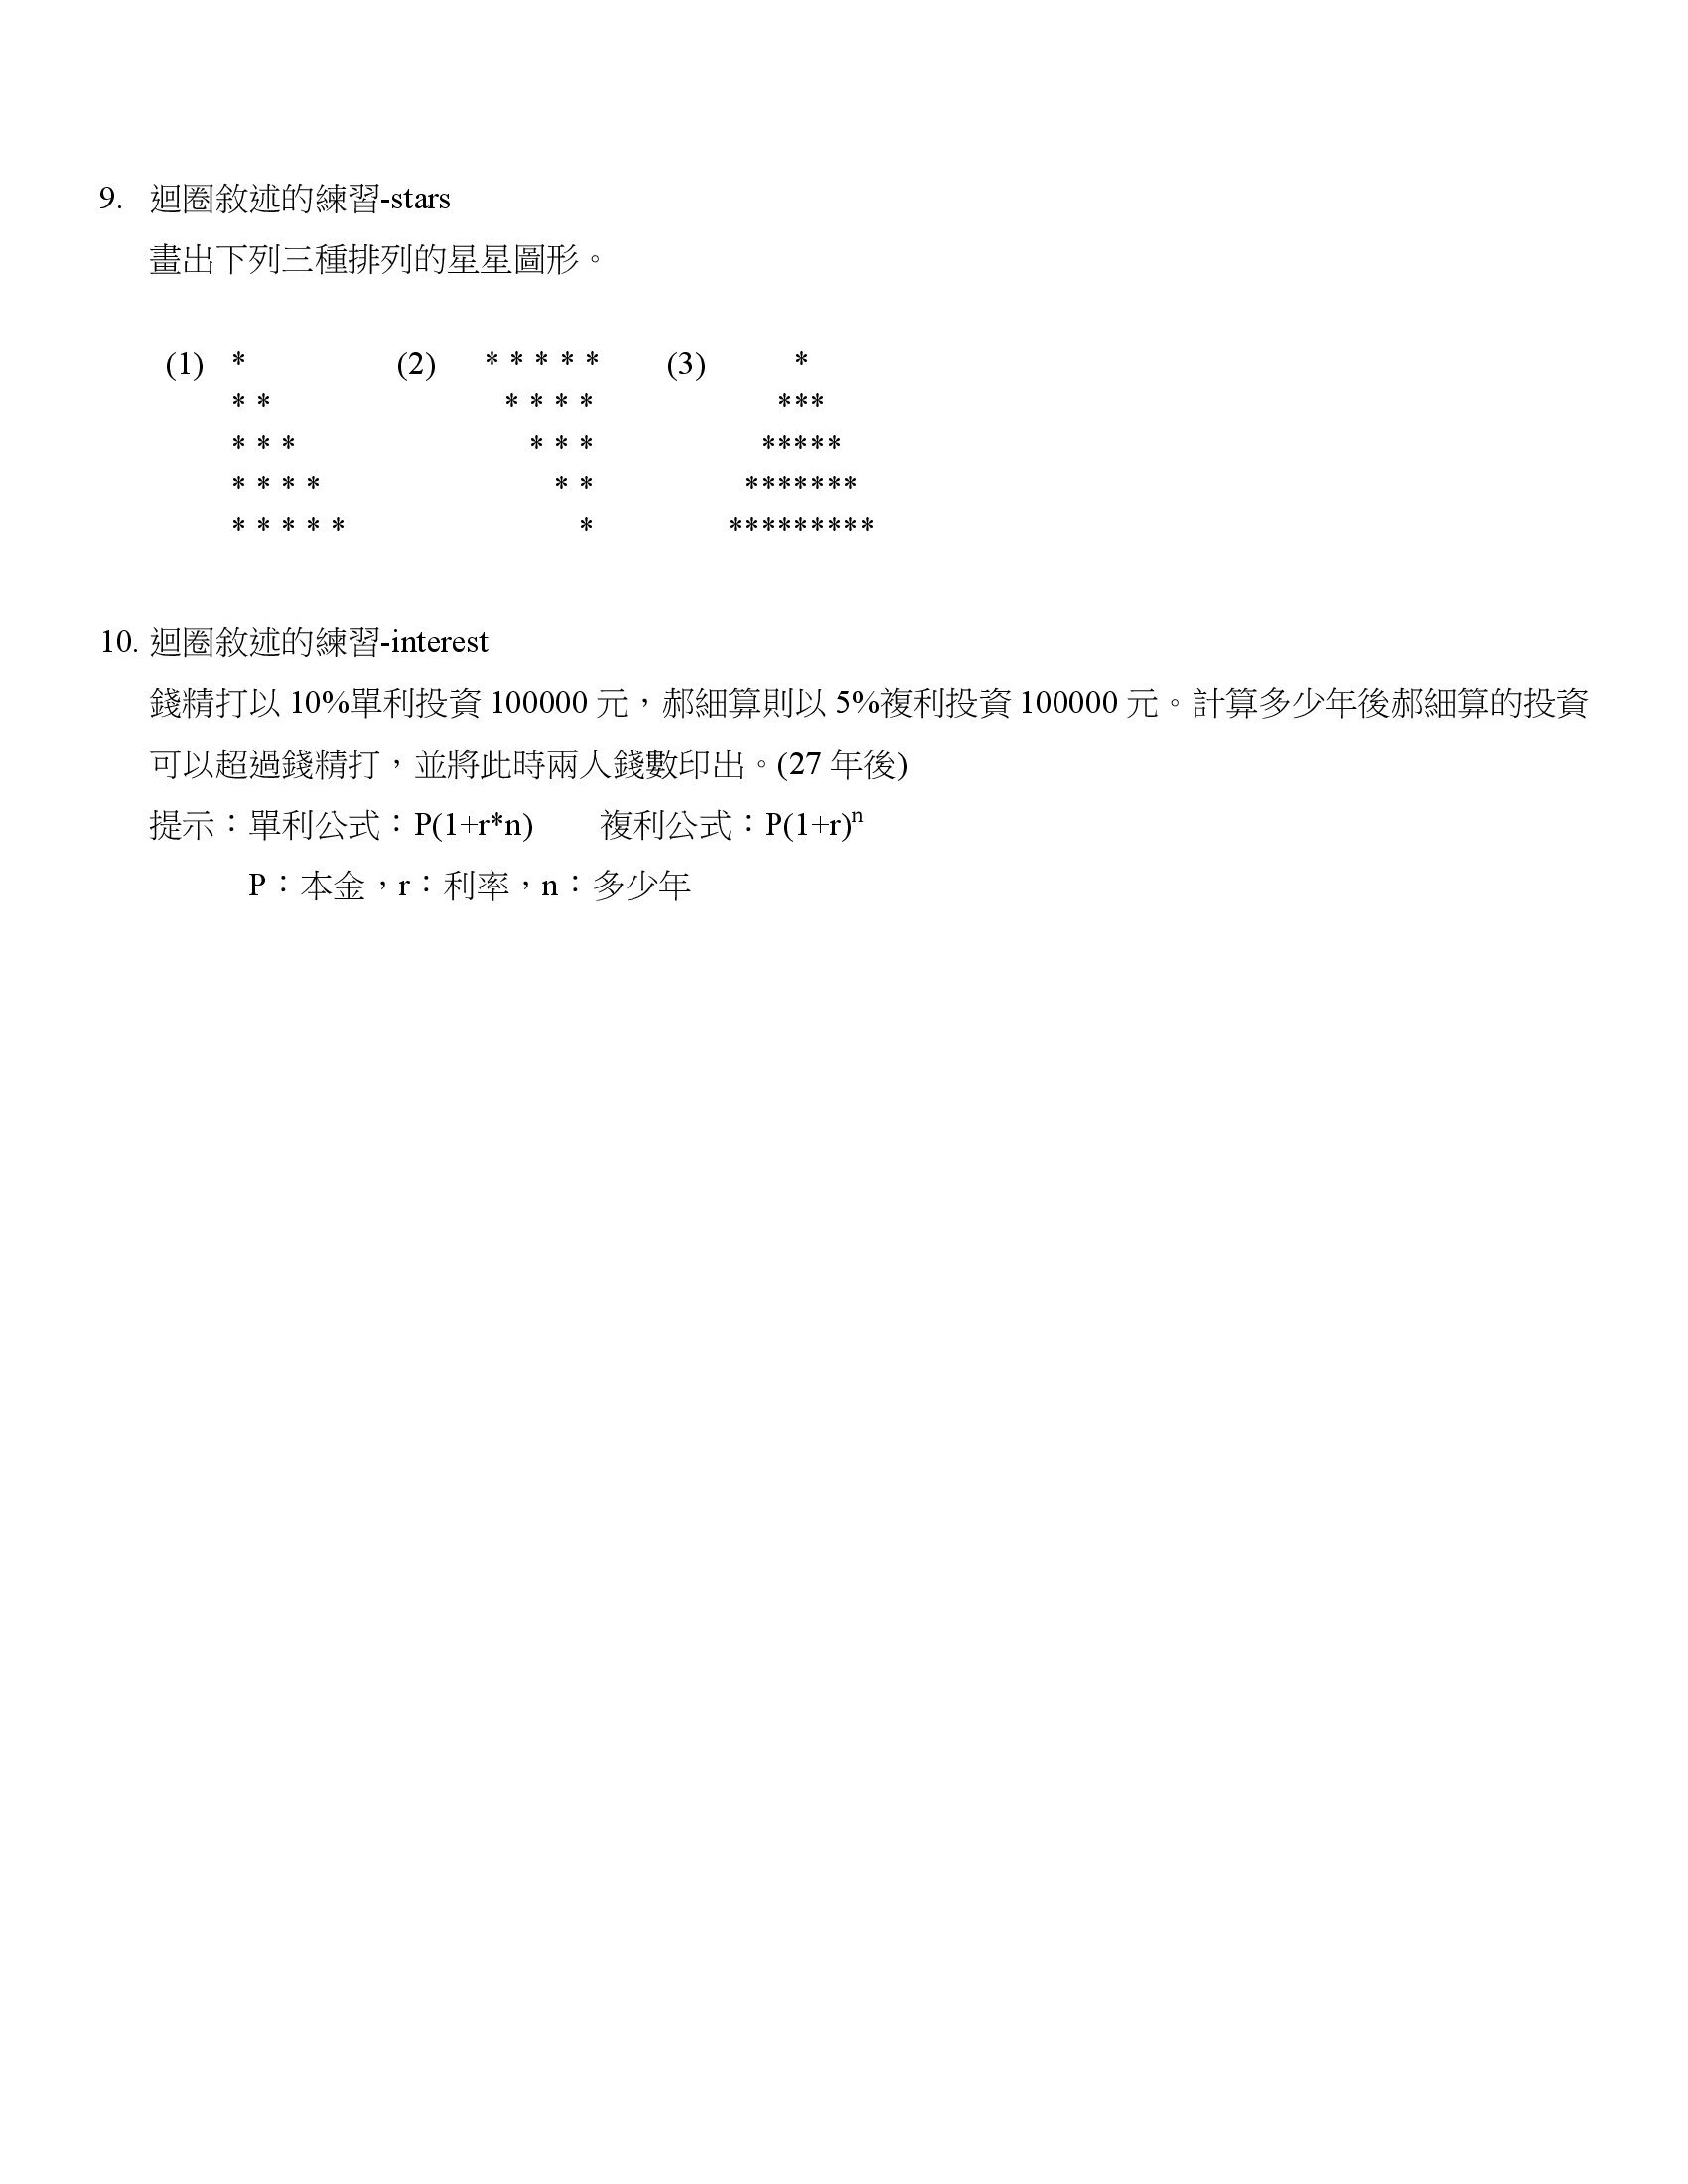 9. 迴圈敘述的練習-stars
畫出下列三種排列的星星圖形。
(1) * (2) * * * * * (3) *
* * * * * * ***
* * * * * * *****
* * * * * * *******
* * * * * * *********
10. 迴圈敘述的練習-interest
錢精打以 10%單利投資 100000 元，郝細算則以 5%複利投資 100000 元。計算多少年後郝細算的投資
可以超過錢精打，並將此時兩人錢數印出。(27 年後)
提示：單利公式：P(1+r*n) 複利公式：P(1+r)ⁿ
P：本金，r：利率，n：多少年